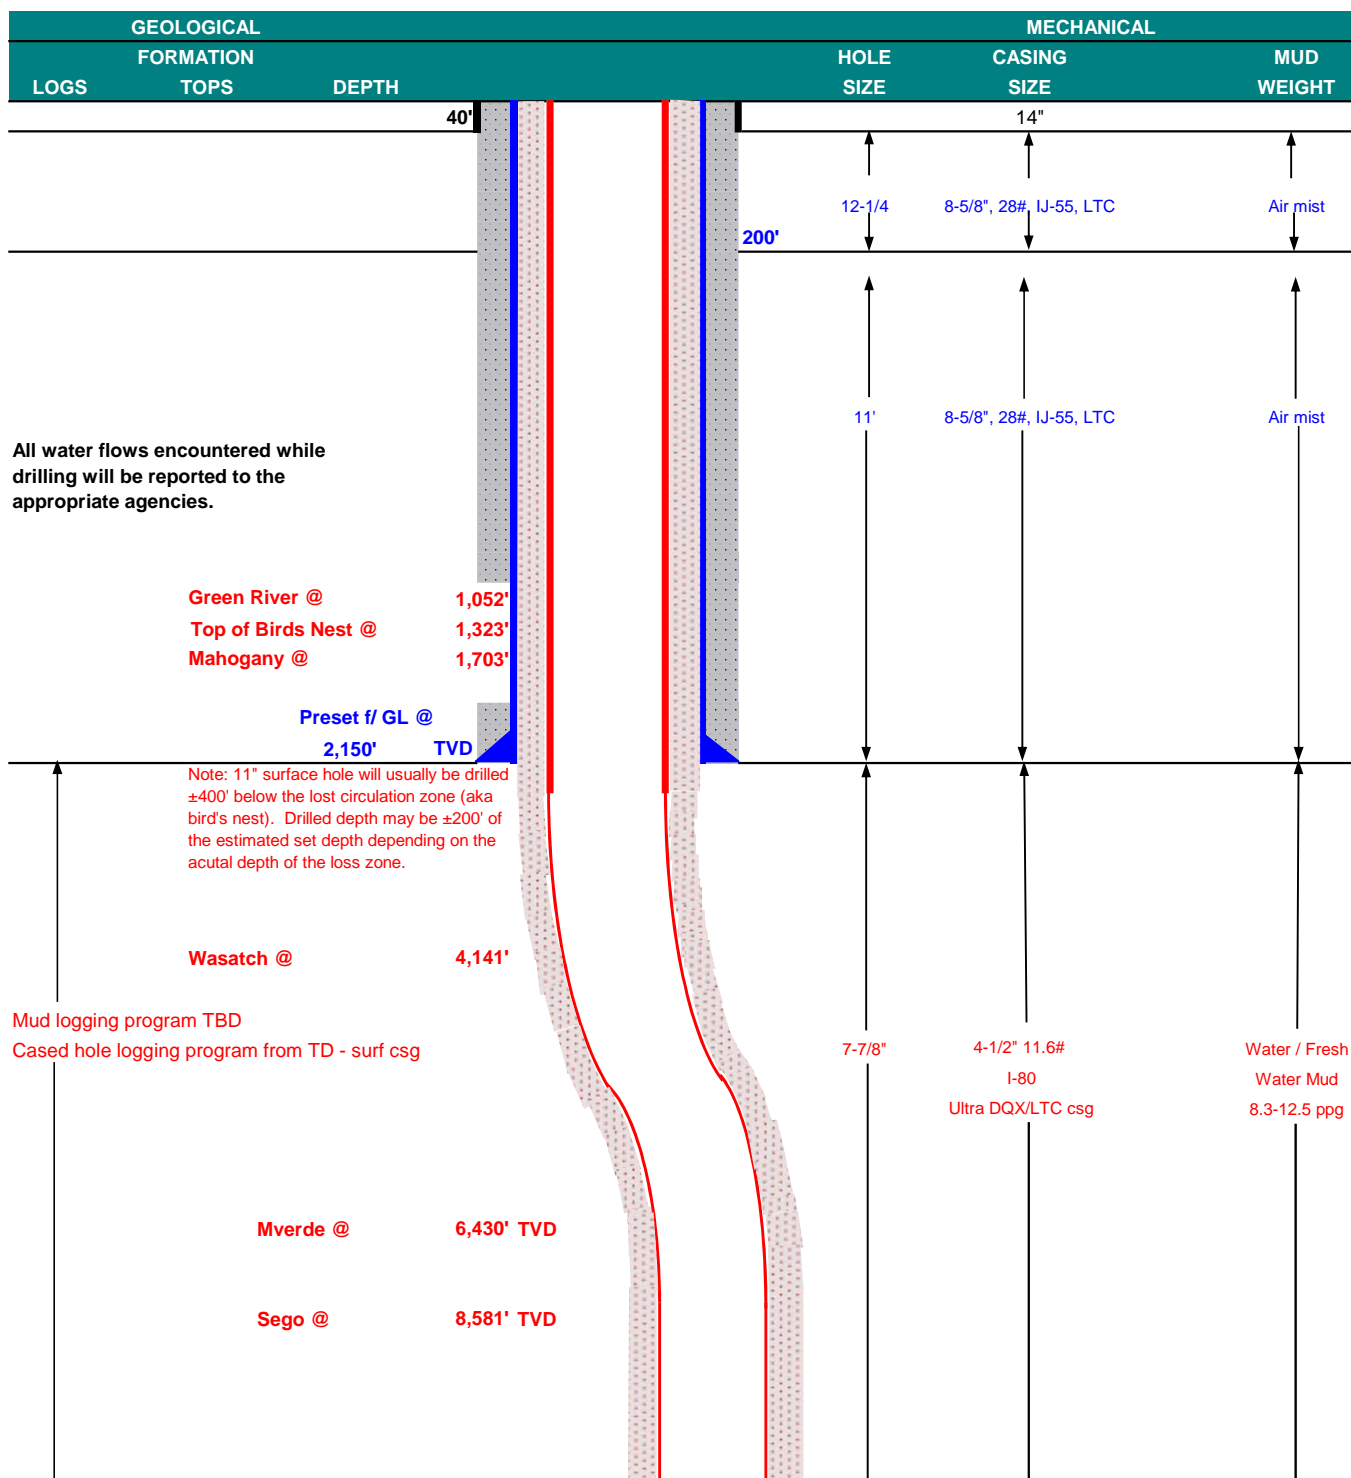 GEOLOGICAL MECHANICAL
FORMATION HOLE CASING MUD
LOGS TOPS DEPTH SIZE SIZE WEIGHT
40' 14"
12-1/4 8-5/8", 28#, IJ-55, LTC Air mist
200'
11' 8-5/8", 28#, IJ-55, LTC Air mist
All water flows encountered while
drilling will be reported to the
appropriate agencies.
Green River @ 1,052'
Top of Birds Nest @ 1,323'
Mahogany @ 1,703'
Preset f/ GL @
2,150' TVD
Note: 11" surface hole will usually be drilled
±400' below the lost circulation zone (aka
bird's nest). Drilled depth may be ±200' of
the estimated set depth depending on the
acutal depth of the loss zone.
Wasatch @ 4,141'
Mud logging program TBD
Cased hole logging program from TD - surf csg
7-7/8" 4-1/2" 11.6# Water / Fresh
I-80 Water Mud
Ultra DQX/LTC csg 8.3-12.5 ppg
Mverde @ 6,430' TVD
Sego @ 8,581' TVD